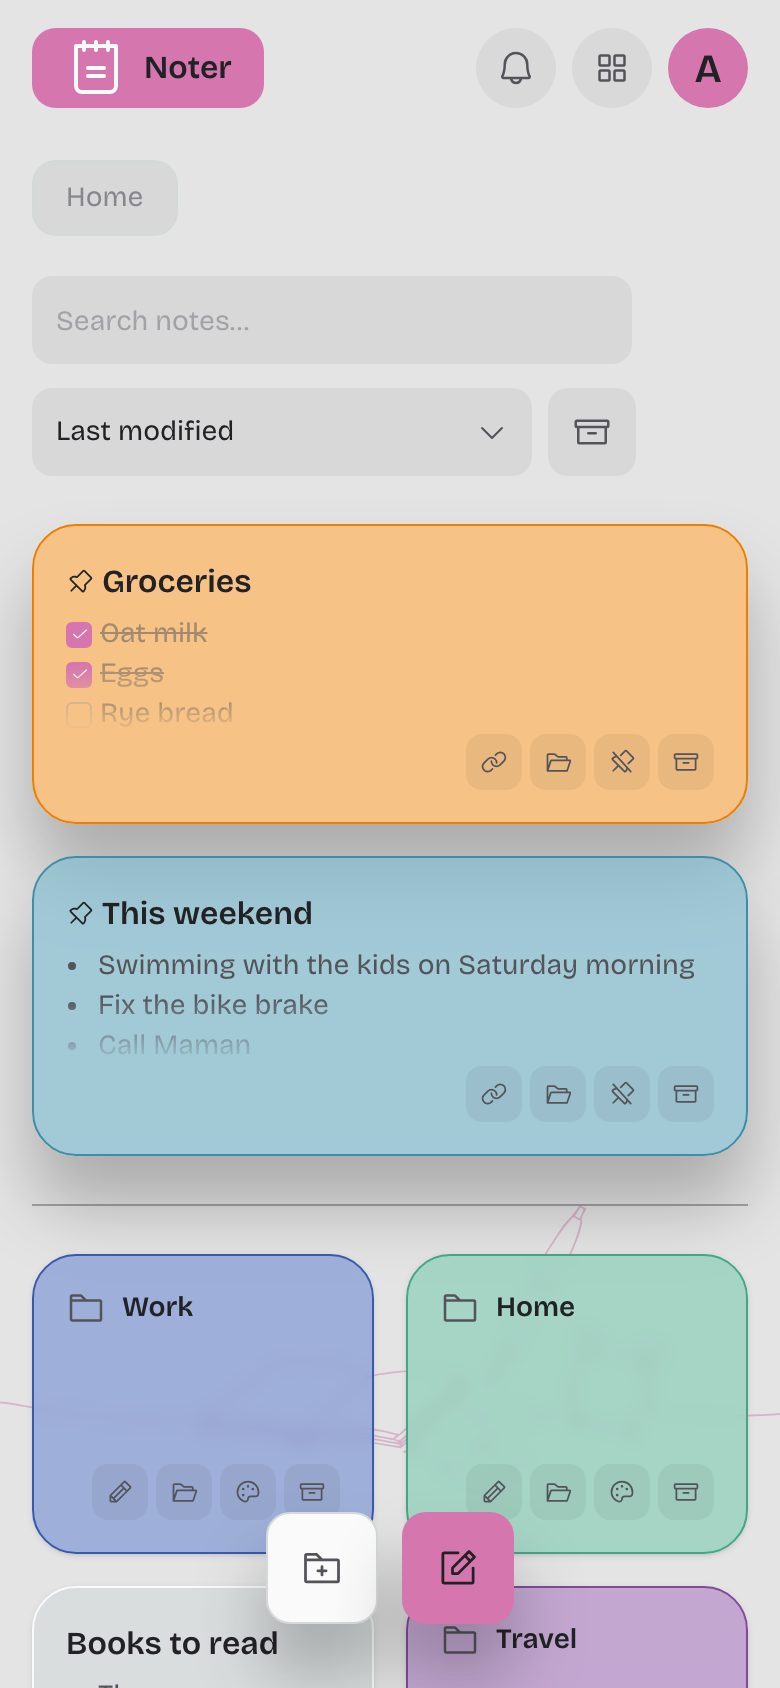 Noter
A
Home
Search notes...
Last modified
Groceries
Oat milk
Eggs
Rye bread
This weekend
Swimming with the kids on Saturday morning
Fix the bike brake
Call Maman
Work
Home
Books to read
Travel